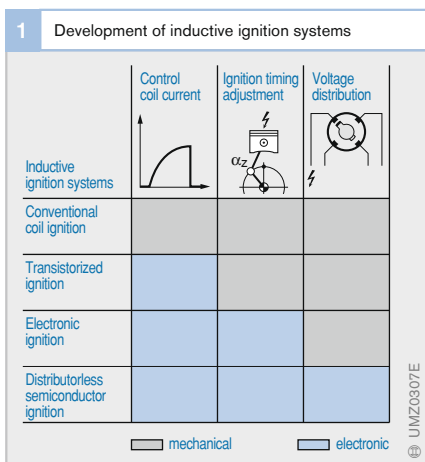 1 Development of inductive ignition systems
Control
coil current
Ignition timing
adjustment
Voltage
distribution
αZ
Inductive
ignition systems
Conventional
coil ignition
Transistorized
ignition
Electronic
ignition
Distributorless
semiconductor
ignition
mechanical
electronic
UMZ0307E